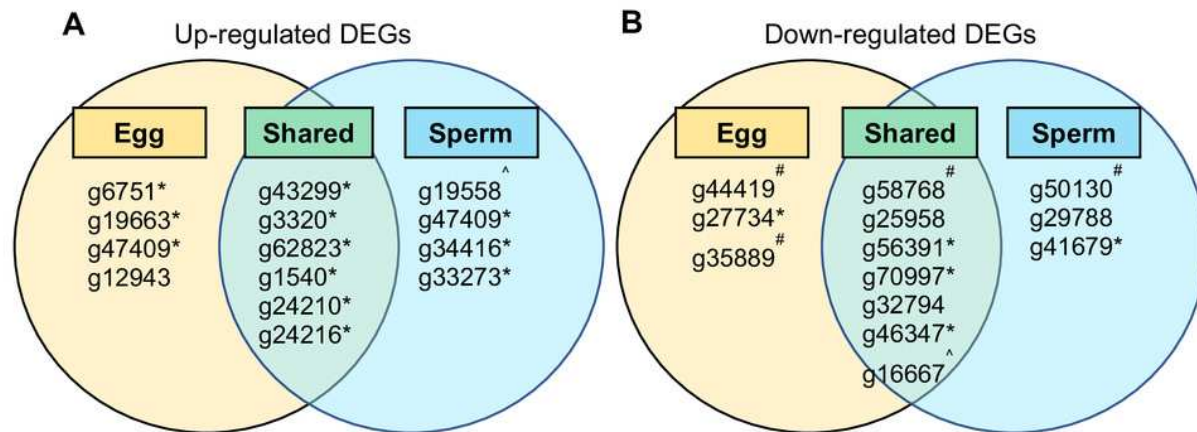 A
Up-regulated DEGs
Egg
Shared
Sperm
g6751*
g19663*
g47409*
g12943
g43299*
g3320*
g62823*
g1540*
g24210*
g24216*
g19558^
g47409*
g34416*
g33273*
B
Down-regulated DEGs
Egg
Shared
Sperm
g44419#
g27734*
g35889#
g58768#
g25958
g56391*
g70997*
g32794
g46347*
g16667^
g50130#
g29788
g41679*